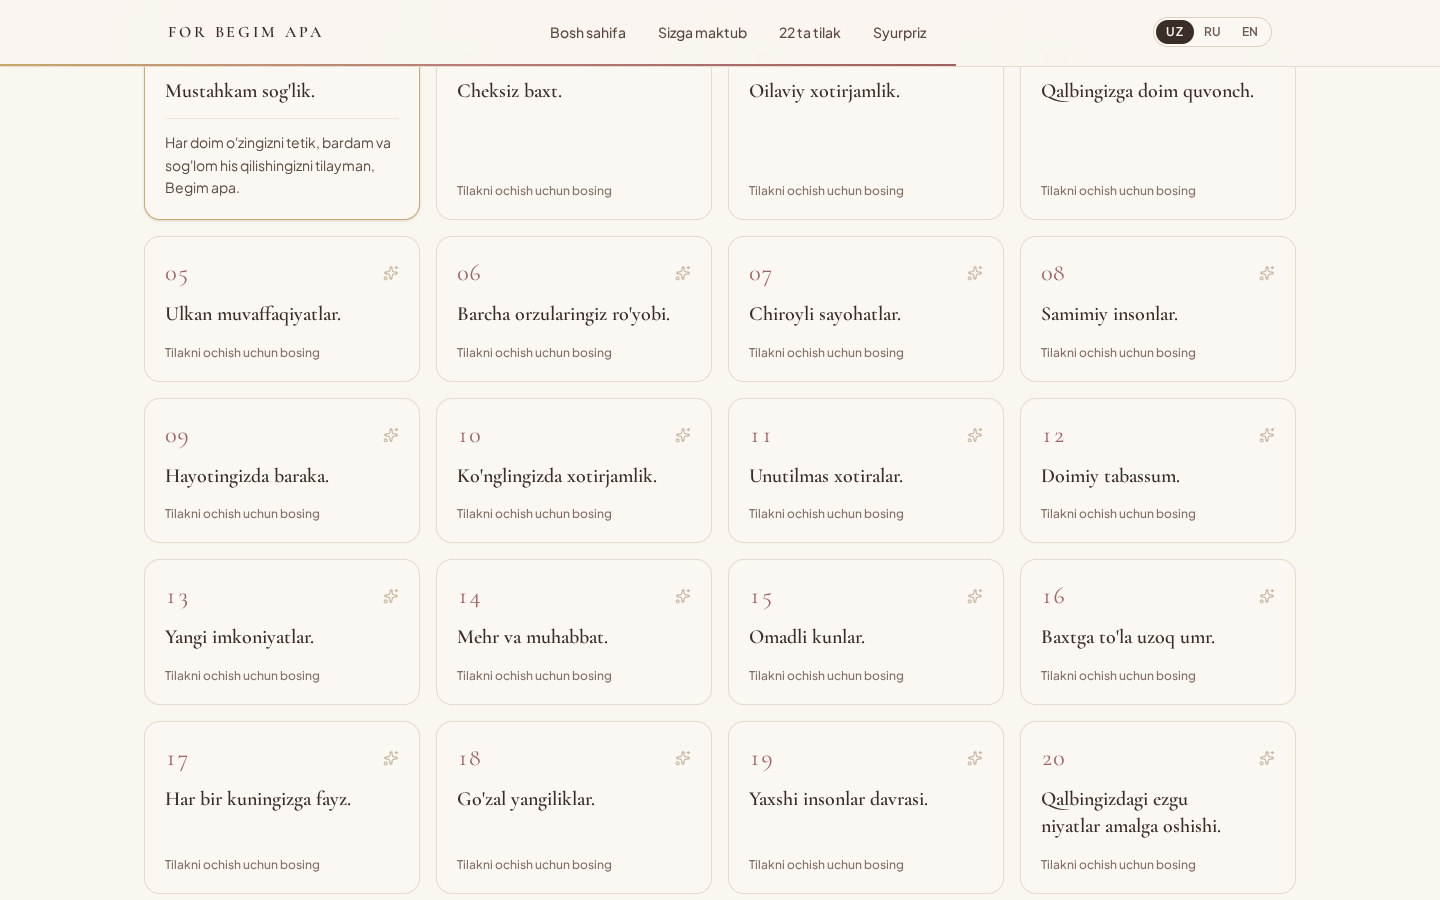 FOR BEGIM APA
Bosh sahifa
Sizga maktub
22 ta tilak
Syurpriz
UZ
RU
EN
Mustahkam sog'lik.
Har doim o'zingizni tetik, bardam va
sog'lom his qilishingizni tilayman,
Begim apa.
Cheksiz baxt.
Tilakni ochish uchun bosing
Oilaviy xotirjamlik.
Tilakni ochish uchun bosing
Qalbingizga doim quvonch.
Tilakni ochish uchun bosing
05
Ulkan muvaffaqiyatlar.
Tilakni ochish uchun bosing
06
Barcha orzularingiz ro'yobi.
Tilakni ochish uchun bosing
07
Chiroyli sayohatlar.
Tilakni ochish uchun bosing
08
Samimiy insonlar.
Tilakni ochish uchun bosing
09
Hayotingizda baraka.
Tilakni ochish uchun bosing
10
Ko'nglingizda xotirjamlik.
Tilakni ochish uchun bosing
11
Unutilmas xotiralar.
Tilakni ochish uchun bosing
12
Doimiy tabassum.
Tilakni ochish uchun bosing
13
Yangi imkoniyatlar.
Tilakni ochish uchun bosing
14
Mehr va muhabbat.
Tilakni ochish uchun bosing
15
Omadli kunlar.
Tilakni ochish uchun bosing
16
Baxtga to'la uzoq umr.
Tilakni ochish uchun bosing
17
Har bir kuningizga fayz.
Tilakni ochish uchun bosing
18
Go'zal yangiliklar.
Tilakni ochish uchun bosing
19
Yaxshi insonlar davrasi.
Tilakni ochish uchun bosing
20
Qalbingizdagi ezgu
niyatlar amalga oshishi.
Tilakni ochish uchun bosing